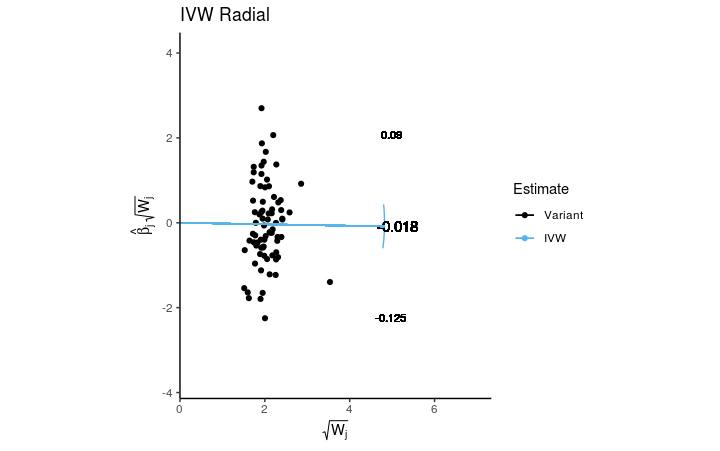 IVW Radial
4
2
0
-2
-4
0.09
-0.018
-0.125
0 2 4 6
β̂j√Wj
√Wj
Estimate
Variant
IVW